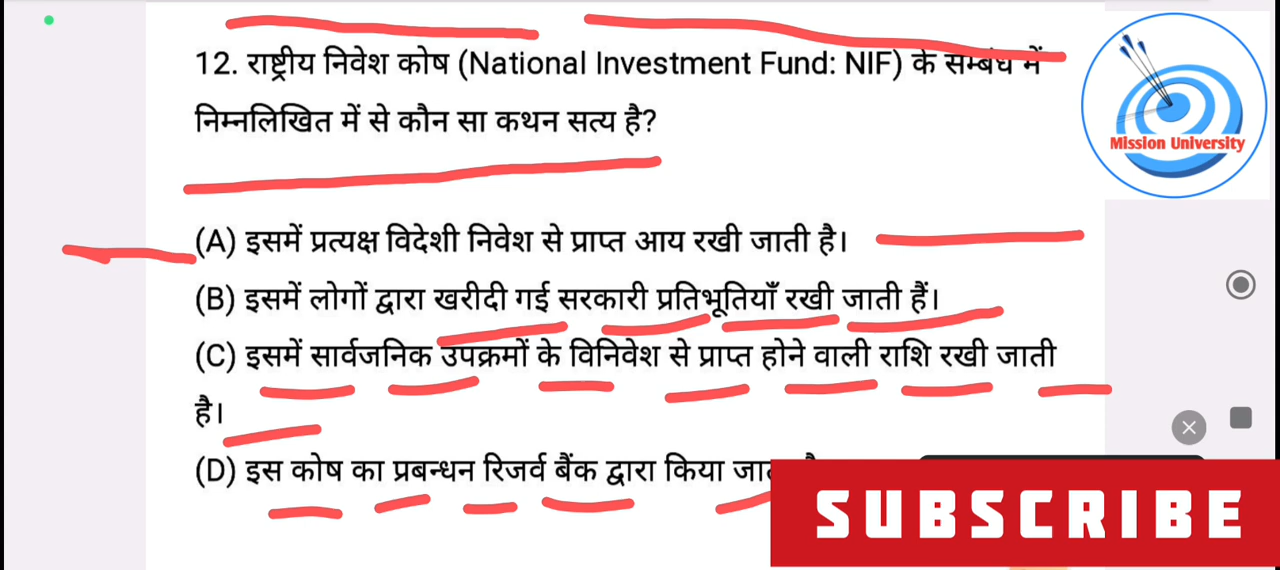 12. राष्ट्रीय निवेश कोष (National Investment Fund: NIF) के सम्बंध में
निम्नलिखित में से कौन सा कथन सत्य है?
Mission University
(A) इसमें प्रत्यक्ष विदेशी निवेश से प्राप्त आय रखी जाती है।
(B) इसमें लोगों द्वारा खरीदी गई सरकारी प्रतिभूतियाँ रखी जाती हैं।
(C) इसमें सार्वजनिक उपक्रमों के विनिवेश से प्राप्त होने वाली राशि रखी जाती
है।
(D) इस कोष का प्रबन्धन रिजर्व बैंक द्वारा किया
SUBSCRIBE